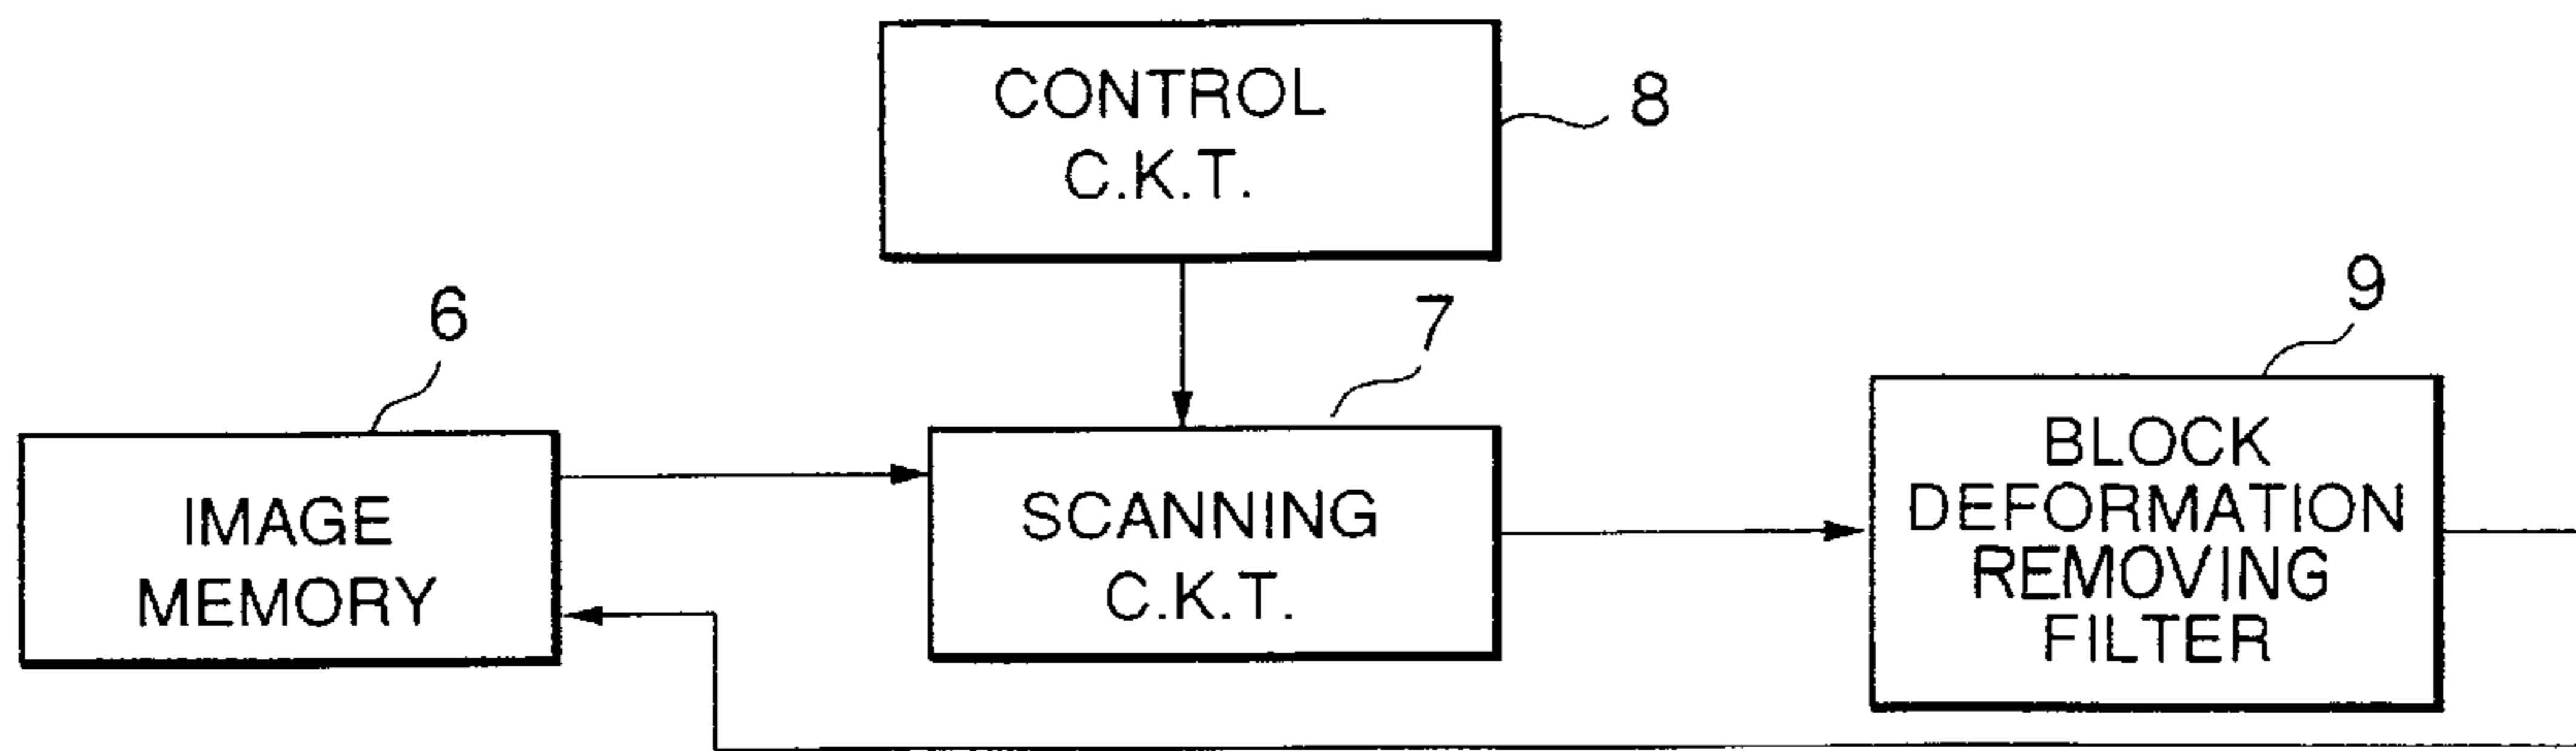 CONTROL
C.K.T.
8
6
7
9
IMAGE
MEMORY
SCANNING
C.K.T.
BLOCK
DEFORMATION
REMOVING
FILTER